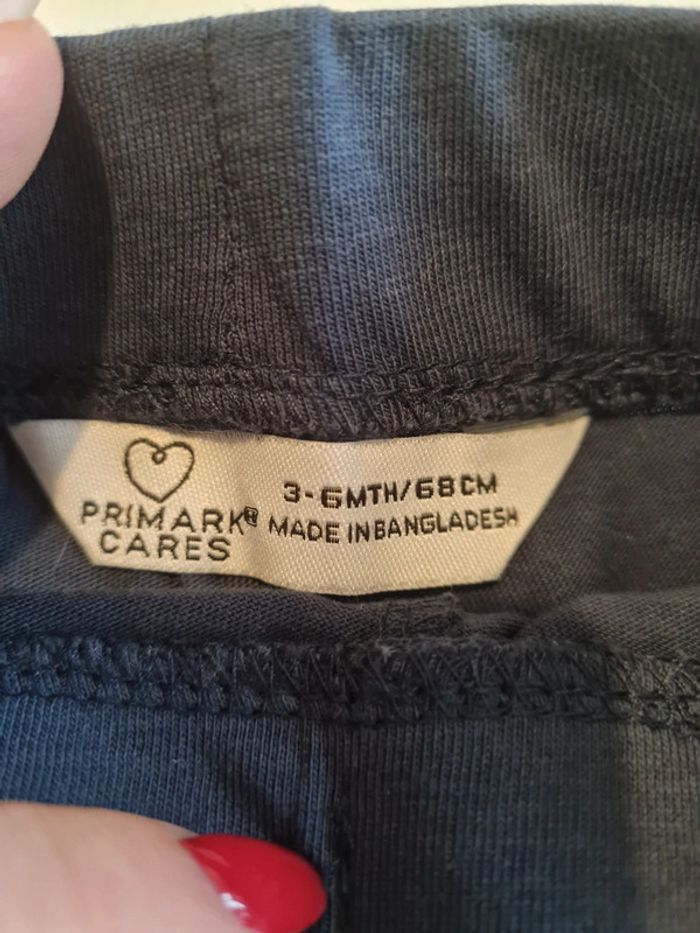 PRIMARK®
CARES
3-6MTH/68CM
MADE IN BANGLADESH